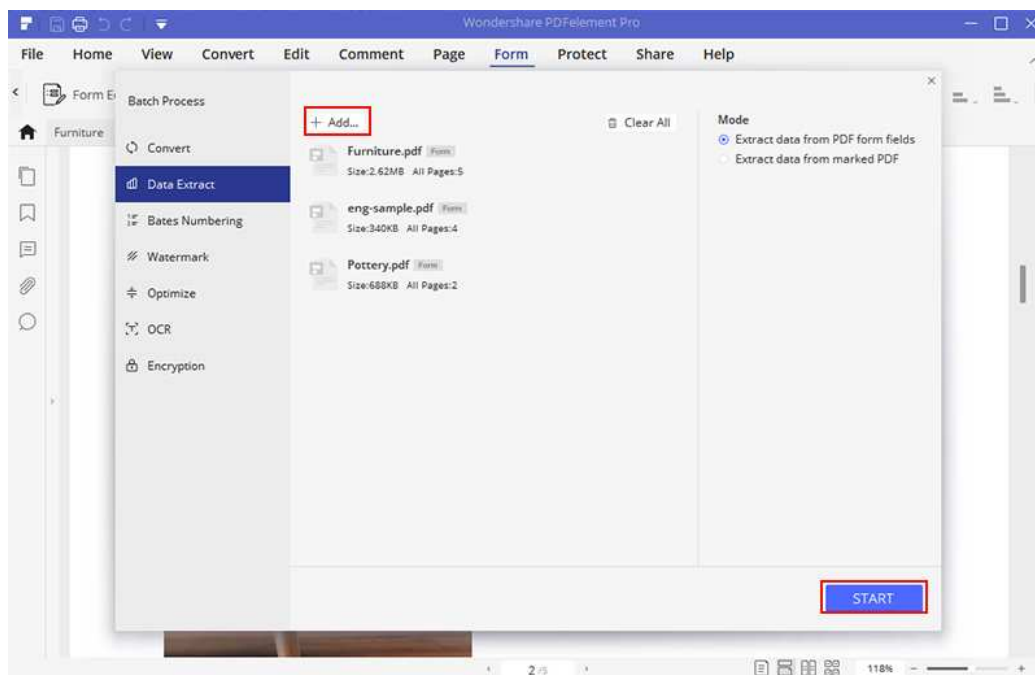 Wondershare PDFelement Pro
File Home View Convert Edit Comment Page Form Protect Share Help
Form E
Furniture
Batch Process
Convert
Data Extract
Bates Numbering
Watermark
Optimize
OCR
Encryption
+ Add...
Clear All
Furniture.pdf Form
Size:2.62MB All Pages:5
eng-sample.pdf Form
Size:340KB All Pages:4
Pottery.pdf Form
Size:688KB All Pages:2
Mode
Extract data from PDF form fields
Extract data from marked PDF
START
2 /5
118% - +